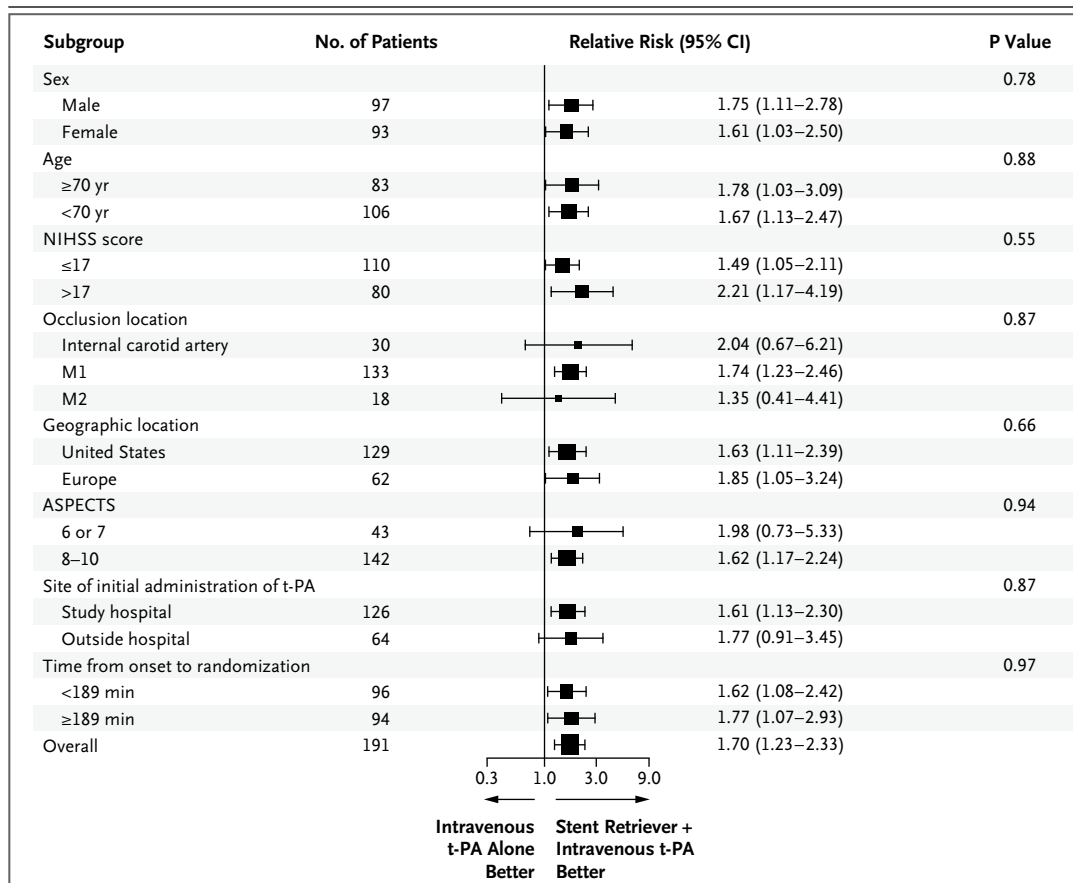 Subgroup No. of Patients Relative Risk (95% CI) P Value
Sex 0.78
Male 97 1.75 (1.11–2.78)
Female 93 1.61 (1.03–2.50)
Age 0.88
≥70 yr 83 1.78 (1.03–3.09)
<70 yr 106 1.67 (1.13–2.47)
NIHSS score 0.55
≤17 110 1.49 (1.05–2.11)
>17 80 2.21 (1.17–4.19)
Occlusion location 0.87
Internal carotid artery 30 2.04 (0.67–6.21)
M1 133 1.74 (1.23–2.46)
M2 18 1.35 (0.41–4.41)
Geographic location 0.66
United States 129 1.63 (1.11–2.39)
Europe 62 1.85 (1.05–3.24)
ASPECTS 0.94
6 or 7 43 1.98 (0.73–5.33)
8–10 142 1.62 (1.17–2.24)
Site of initial administration of t-PA 0.87
Study hospital 126 1.61 (1.13–2.30)
Outside hospital 64 1.77 (0.91–3.45)
Time from onset to randomization 0.97
<189 min 96 1.62 (1.08–2.42)
≥189 min 94 1.77 (1.07–2.93)
Overall 191 1.70 (1.23–2.33)
0.3 1.0 3.0 9.0
Intravenous
t-PA Alone
Better
Stent Retriever +
Intravenous t-PA
Better